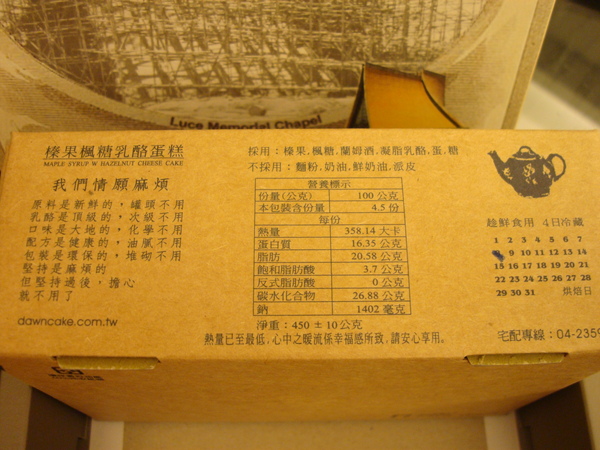 Luce Memorial Chapel
榛果楓糖乳酪蛋糕
MAPLE SYRUP W HAZELNUT CHEESE CAKE
我們情願麻煩
原料是新鮮的，罐頭不用
乳酪是頂級的，次級不用
口味是大地的，化學不用
配方是健康的，油膩不用
包裝是環保的，堆砌不用
堅持是麻煩的
但堅持過後，擔心
就不用了
dawncake.com.tw
採用：榛果，楓糖，蘭姆酒，凝脂乳酪，蛋，糖
不採用：麵粉，奶油，鮮奶油，派皮
營養標示
份量(公克) 100 公克
本包裝含份量 4.5 份
每份
熱量 358.14 大卡
蛋白質 16.35 公克
脂肪 20.58 公克
飽和脂肪酸 3.7 公克
反式脂肪酸 0 公克
碳水化合物 26.88 公克
鈉 1402 毫克
淨重：450 ± 10 公克
熱量已至最低，心中之暖流係幸福感所致，請安心享用。
趁鮮食用 4日冷藏
1 2 3 4 5 6 7
9 10 11 12 13 14
15 16 17 18 19 20 21
22 23 24 25 26 27 28
29 30 31 烘焙日
宅配專線：04-2359